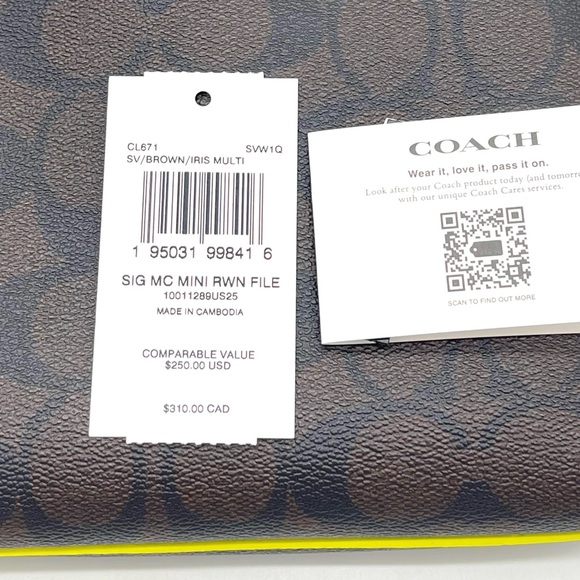 CL671 SVW1Q
SV/BROWN/IRIS MULTI
1 95031 99841 6
SIG MC MINI RWN FILE
10011289US25
MADE IN CAMBODIA
COMPARABLE VALUE
$250.00 USD
$310.00 CAD
COACH
Wear it, love it, pass it on.
Look after your Coach product today (and tomorro
with our unique Coach Cares services.
SCAN TO FIND OUT MORE